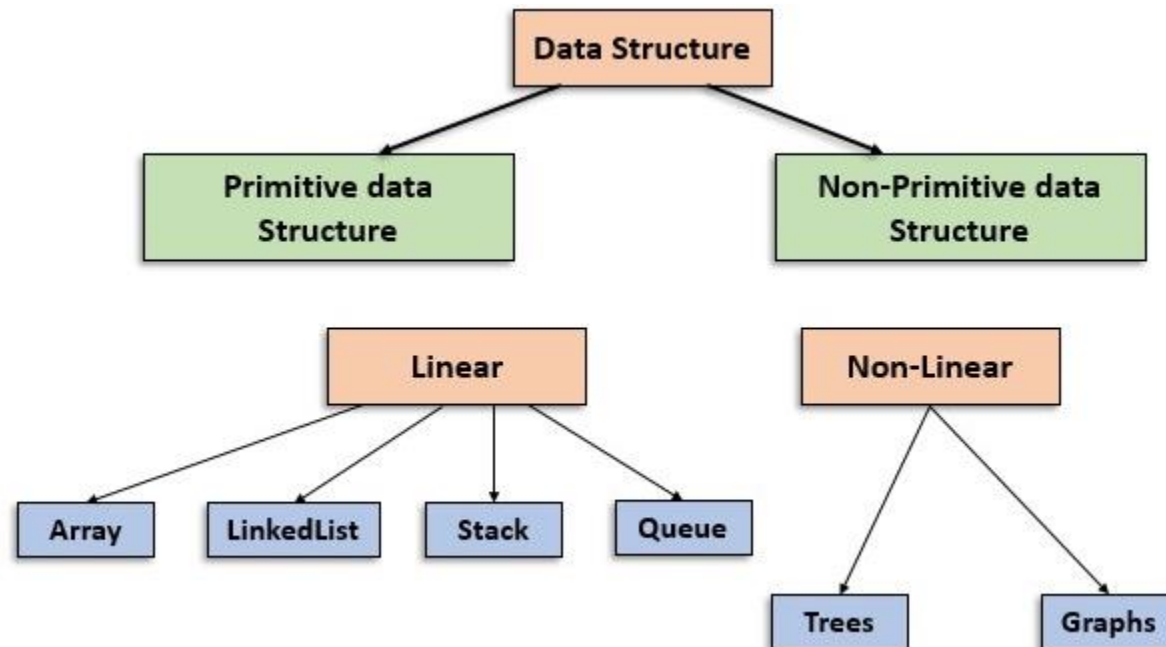 Data Structure
Primitive data
Structure
Non-Primitive data
Structure
Linear
Non-Linear
Array
LinkedList
Stack
Queue
Trees
Graphs